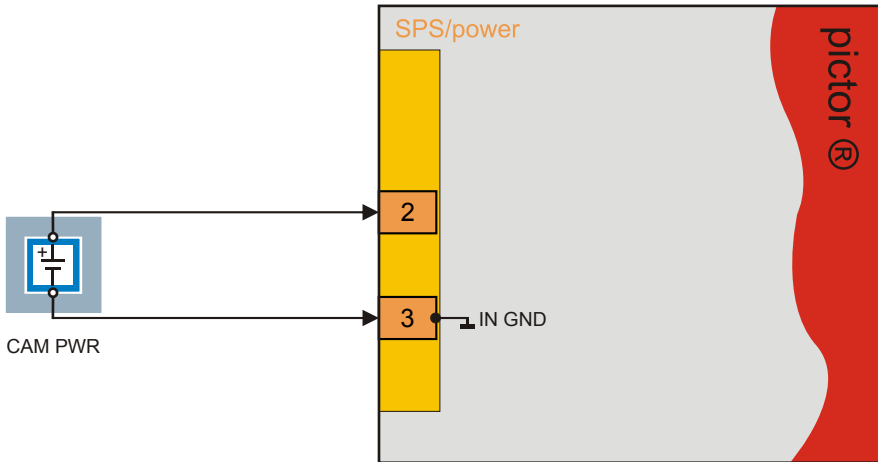 SPS/power
pictor ®
2
+
3
IN GND
CAM PWR